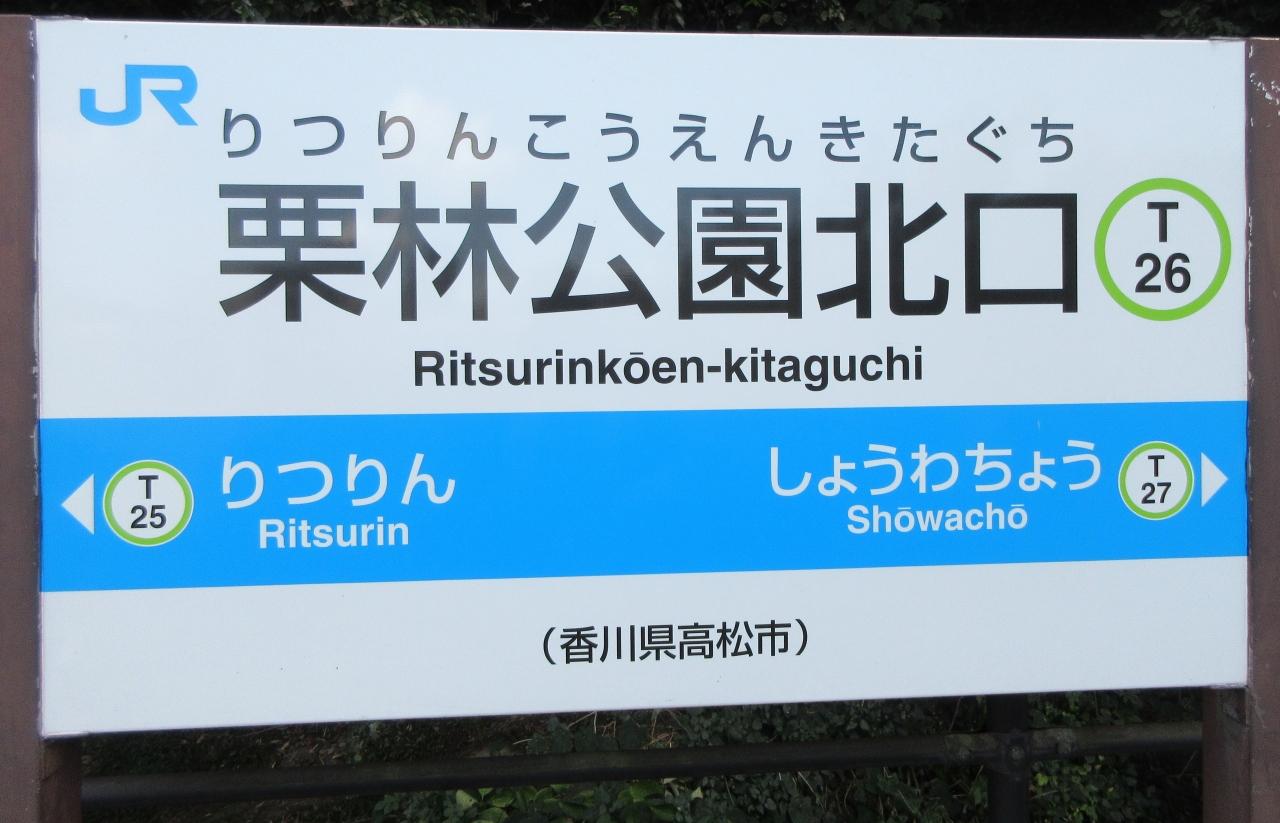 JR
りつりんこうえんきたぐち
栗林公園北口
T
26
Ritsurinkōen-kitaguchi
T
25
りつりん
Ritsurin
しょうわちょう
Shōwachō
T
27
（香川県高松市）